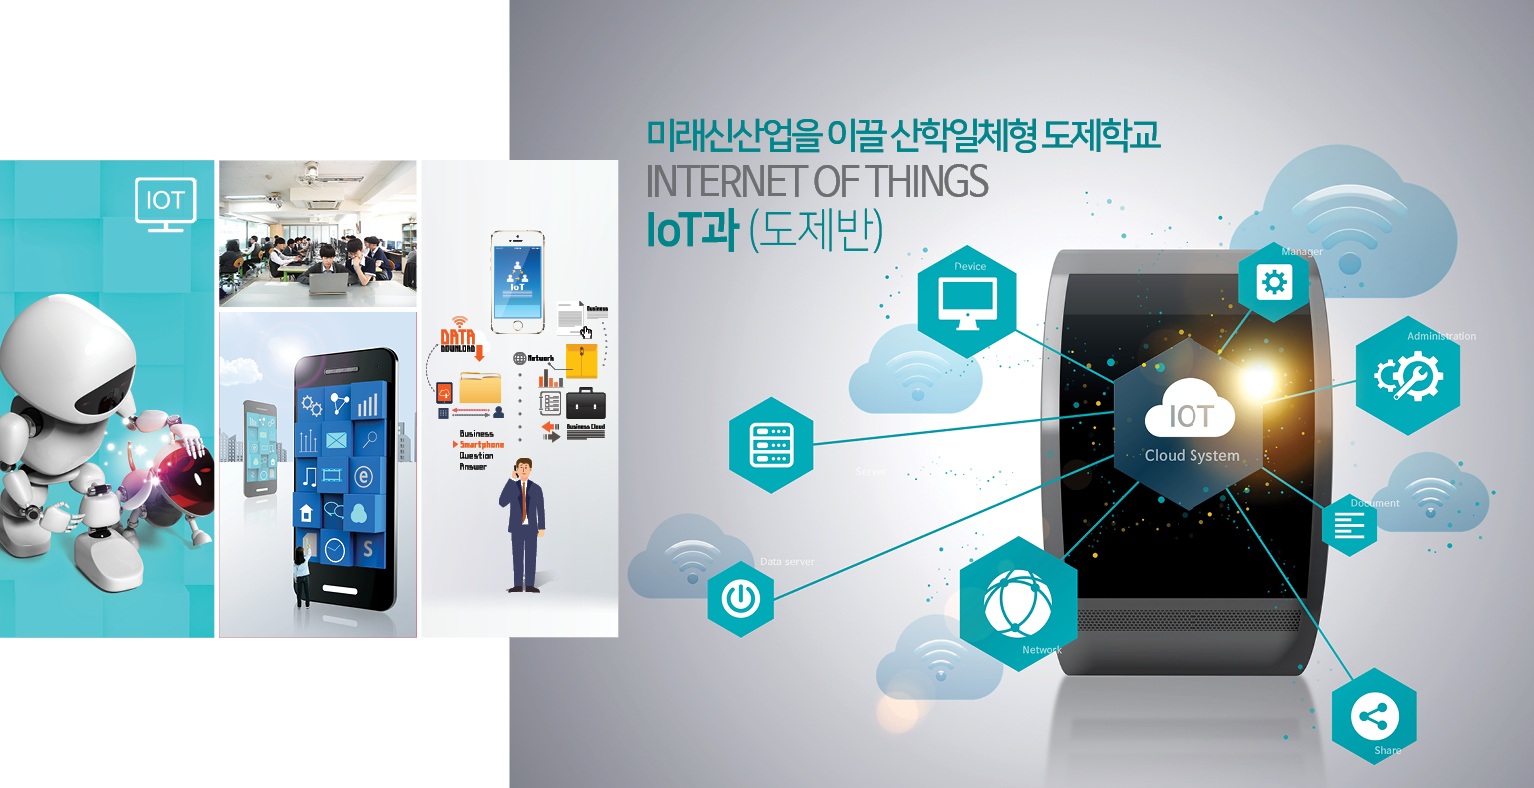 미래신산업을 이끌 산학일체형 도제학교
INTERNET OF THINGS
IoT과 (도제반)
IOT
IoT
Business
DATA
DOWNLOAD
Network
Business Cloud
Business
Smartphone
Question
Answer
S
Device
Manager
Administration
IOT
Cloud System
Server
Document
Data server
Network
Share